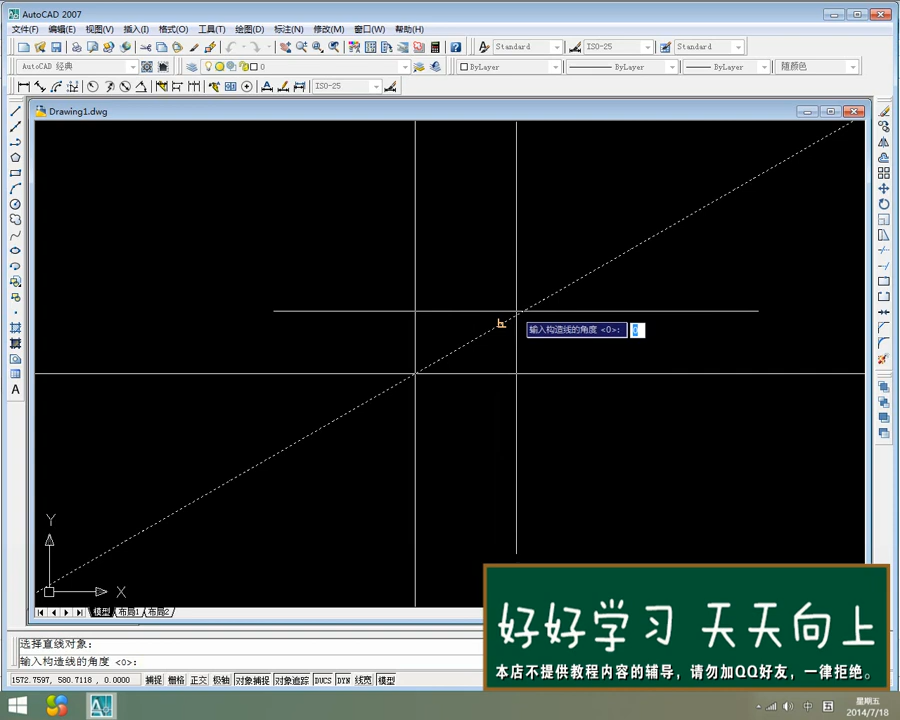 AutoCAD 2007
文件(F) 编辑(E) 视图(V) 插入(I) 格式(O) 工具(T) 绘图(D) 标注(N) 修改(M) 窗口(W) 帮助(H)
Standard ISO-25 Standard
AutoCAD 经典 0 ByLayer ByLayer ByLayer 随颜色
ISO-25
Drawing1.dwg
输入构造线的角度 <0>: 0
Y
X
模型 布局1 布局2
选择直线对象:
输入构造线的角度 <0>:
1572.7597, 580.7118 , 0.0000 捕捉 栅格 正交 极轴 对象捕捉 对象追踪 DUCS DYN 线宽 模型
好好学习 天天向上
本店不提供教程内容的辅导，请勿加QQ好友，一律拒绝。
中
星期五
2014/7/18